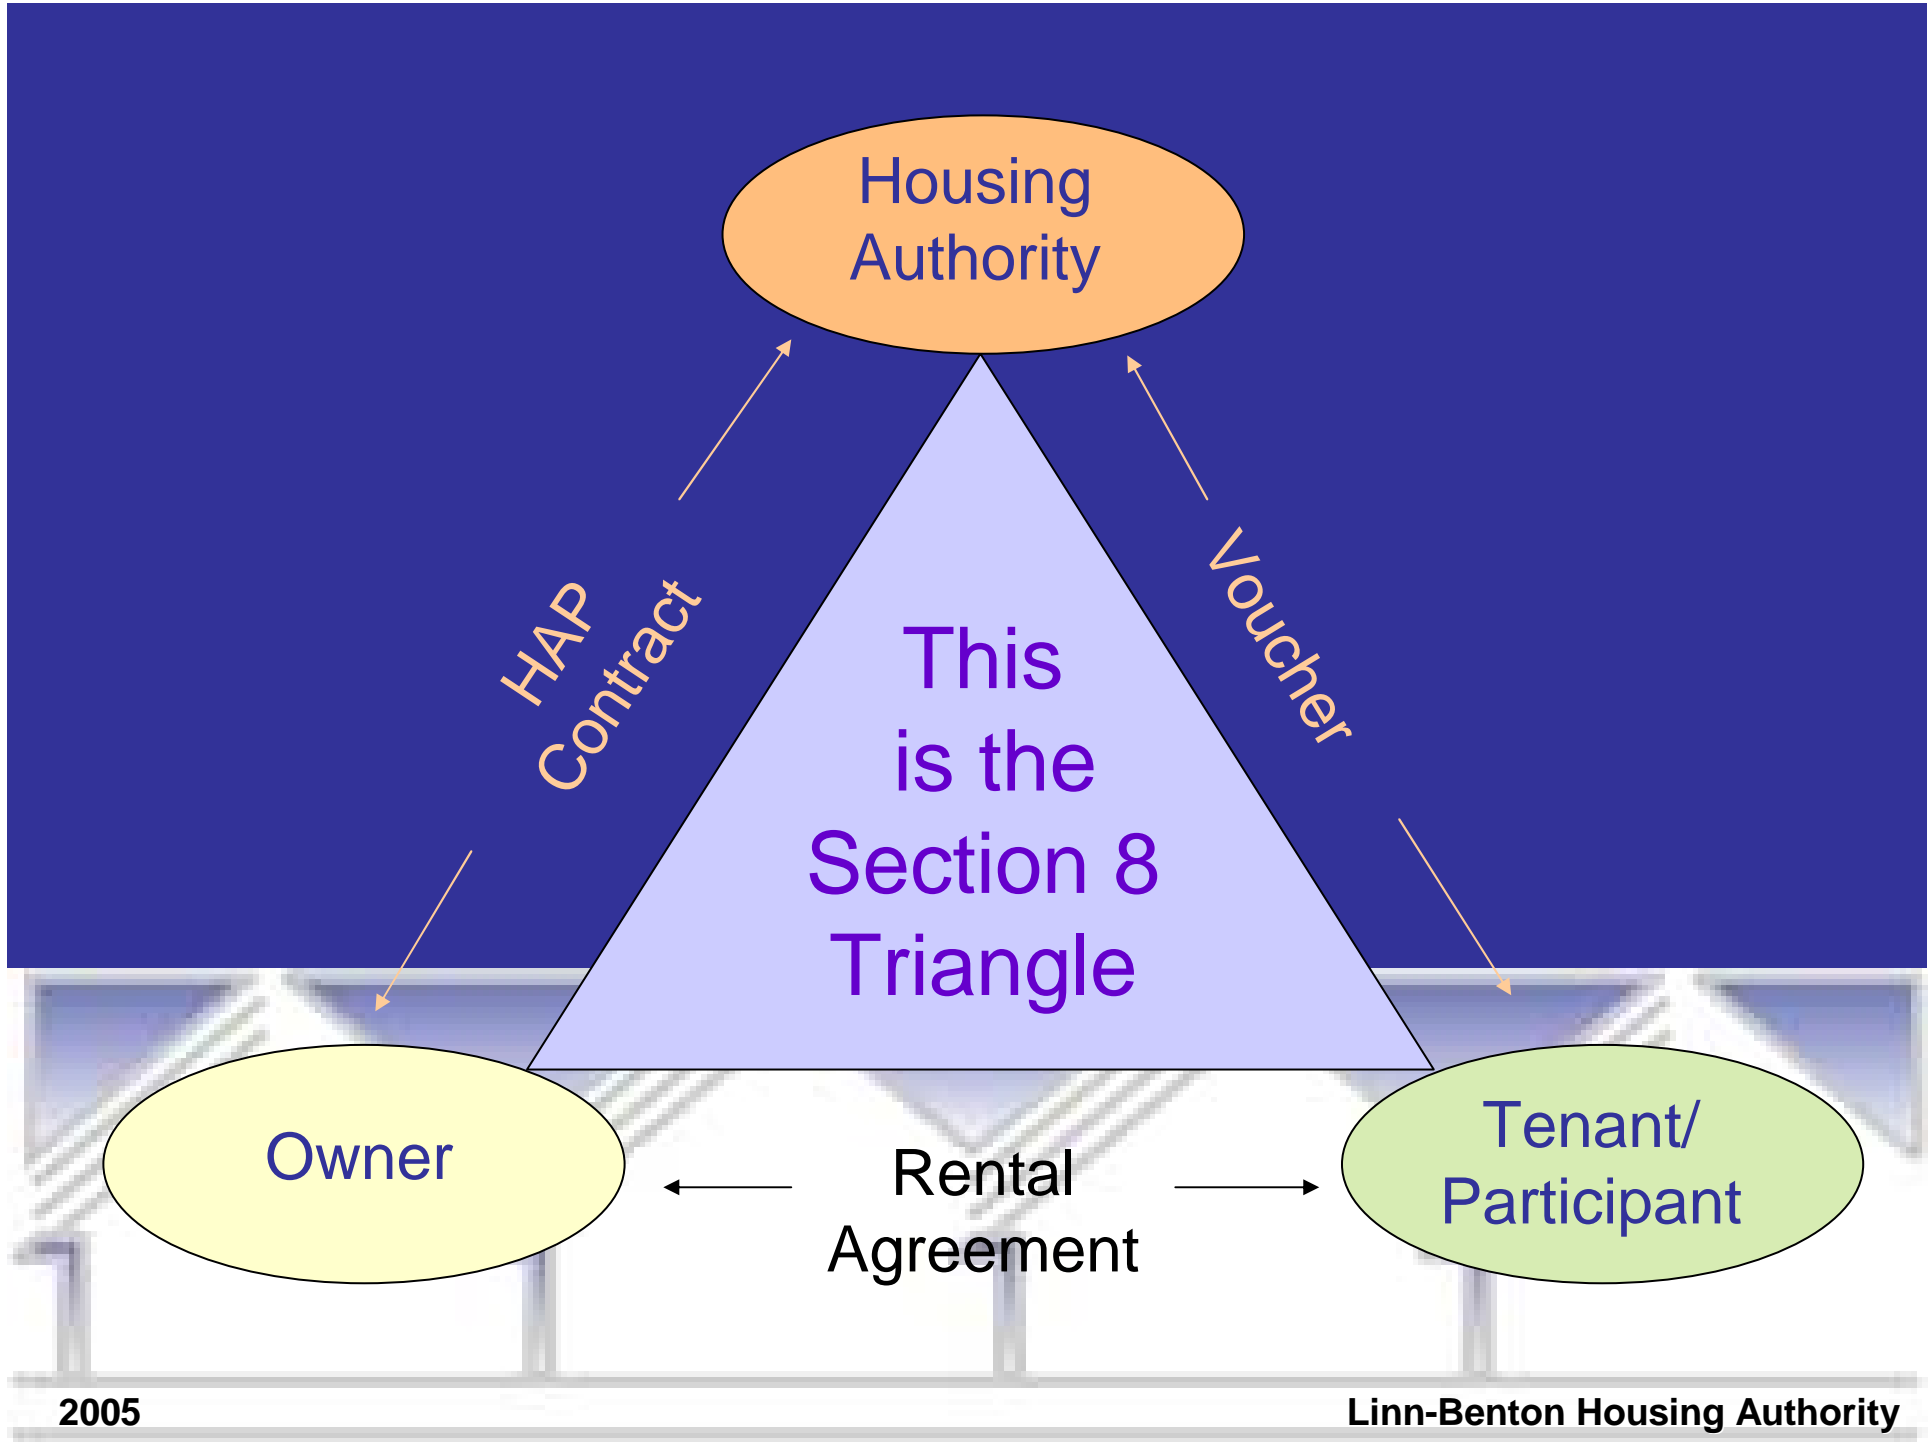 Housing
Authority
HAP
Contract
Voucher
This
is the
Section 8
Triangle
Owner
Rental
Agreement
Tenant/
Participant
2005
Linn-Benton Housing Authority